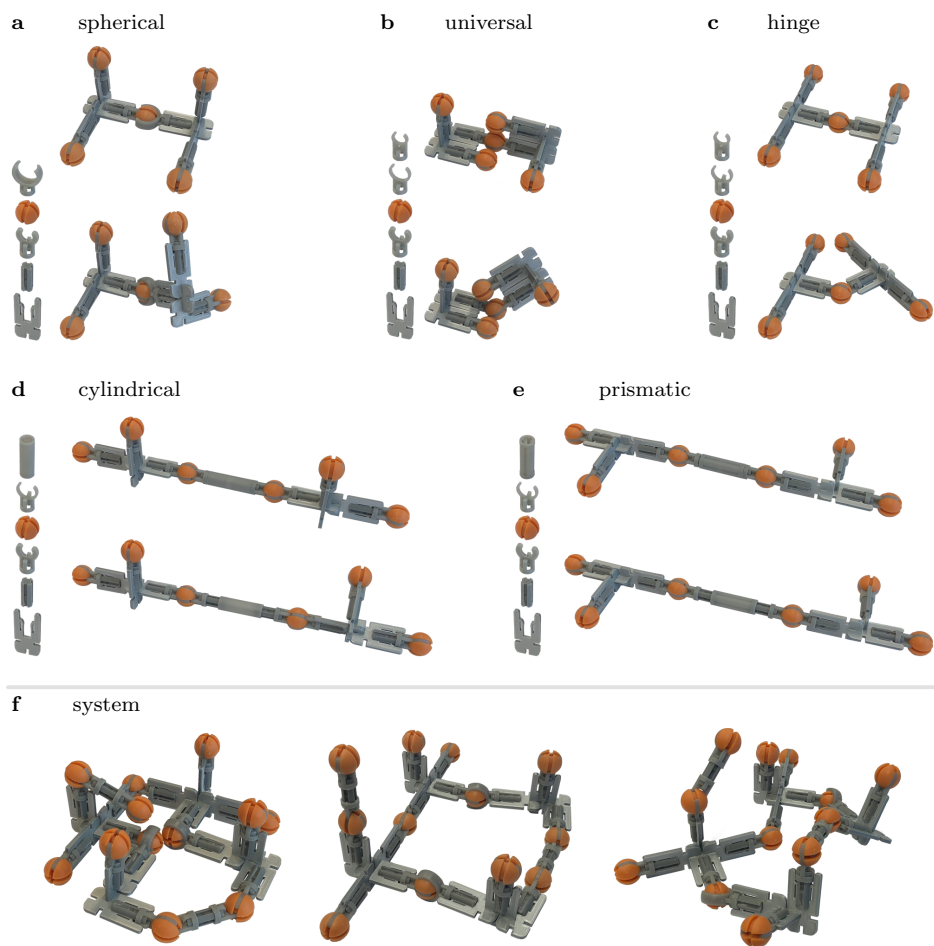 a spherical
b universal
c hinge
d cylindrical
e prismatic
f system